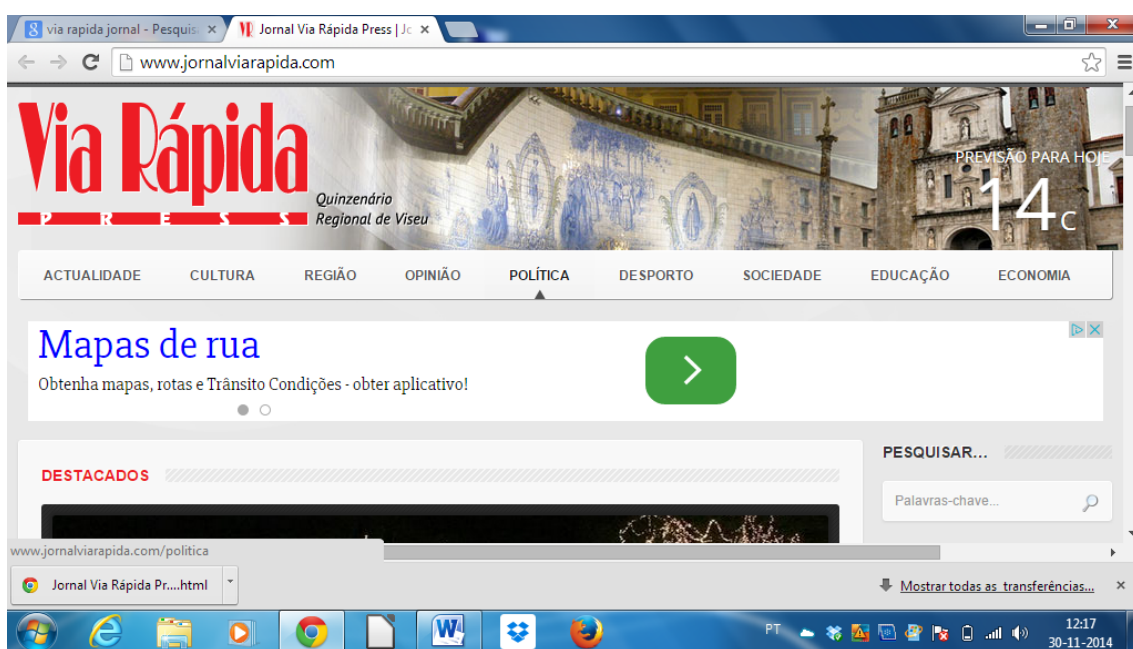 via rapida jornal - Pesquis
Jornal Via Rápida Press | Jc
www.jornalviarapida.com
Via Rápida
PRESS
Quinzenário
Regional de Viseu
PREVISÃO PARA HOJE
14C
ACTUALIDADE CULTURA REGIÃO OPINIÃO POLÍTICA DESPORTO SOCIEDADE EDUCAÇÃO ECONOMIA
Mapas de rua
Obtenha mapas, rotas e Trânsito Condições - obter aplicativo!
DESTACADOS
PESQUISAR...
Palavras-chave...
www.jornalviarapida.com/politica
Jornal Via Rápida Pr....html
Mostrar todas as transferências...
PT
12:17
30-11-2014